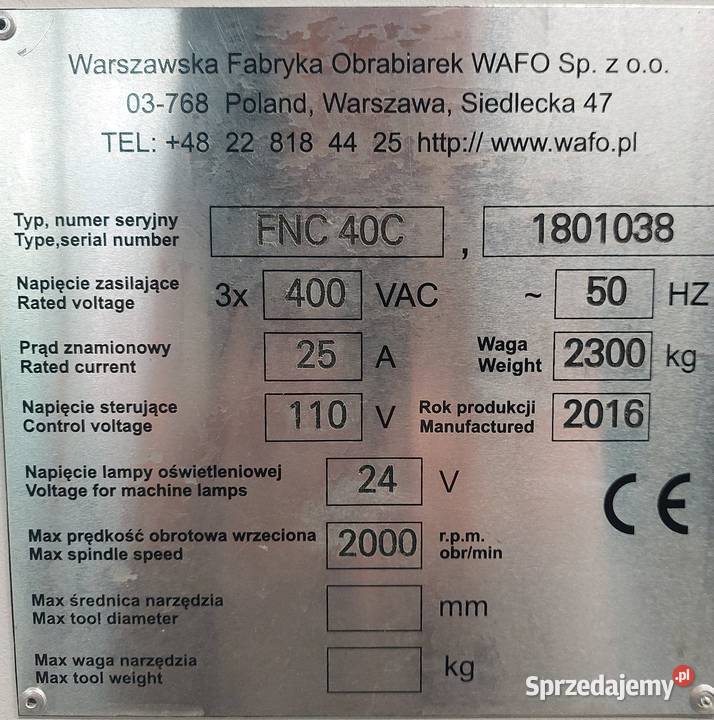 Warszawska Fabryka Obrabiarek WAFO Sp. z o.o.
03-768 Poland, Warszawa, Siedlecka 47
TEL: +48 22 818 44 25 http:// www.wafo.pl
Typ, numer seryjny
Type,serial number
FNC 40C , 1801038
Napięcie zasilające
Rated voltage
3x 400 VAC ~ 50 HZ
Prąd znamionowy
Rated current
25 A
Waga
Weight
2300 kg
Napięcie sterujące
Control voltage
110 V
Rok produkcji
Manufactured
2016
Napięcie lampy oświetleniowej
Voltage for machine lamps
24 V
CE
Max prędkość obrotowa wrzeciona
Max spindle speed
2000
r.p.m.
obr/min
Max średnica narzędzia
Max tool diameter
mm
Max waga narzędzia
Max tool weight
kg
Sprzedajemy.pl